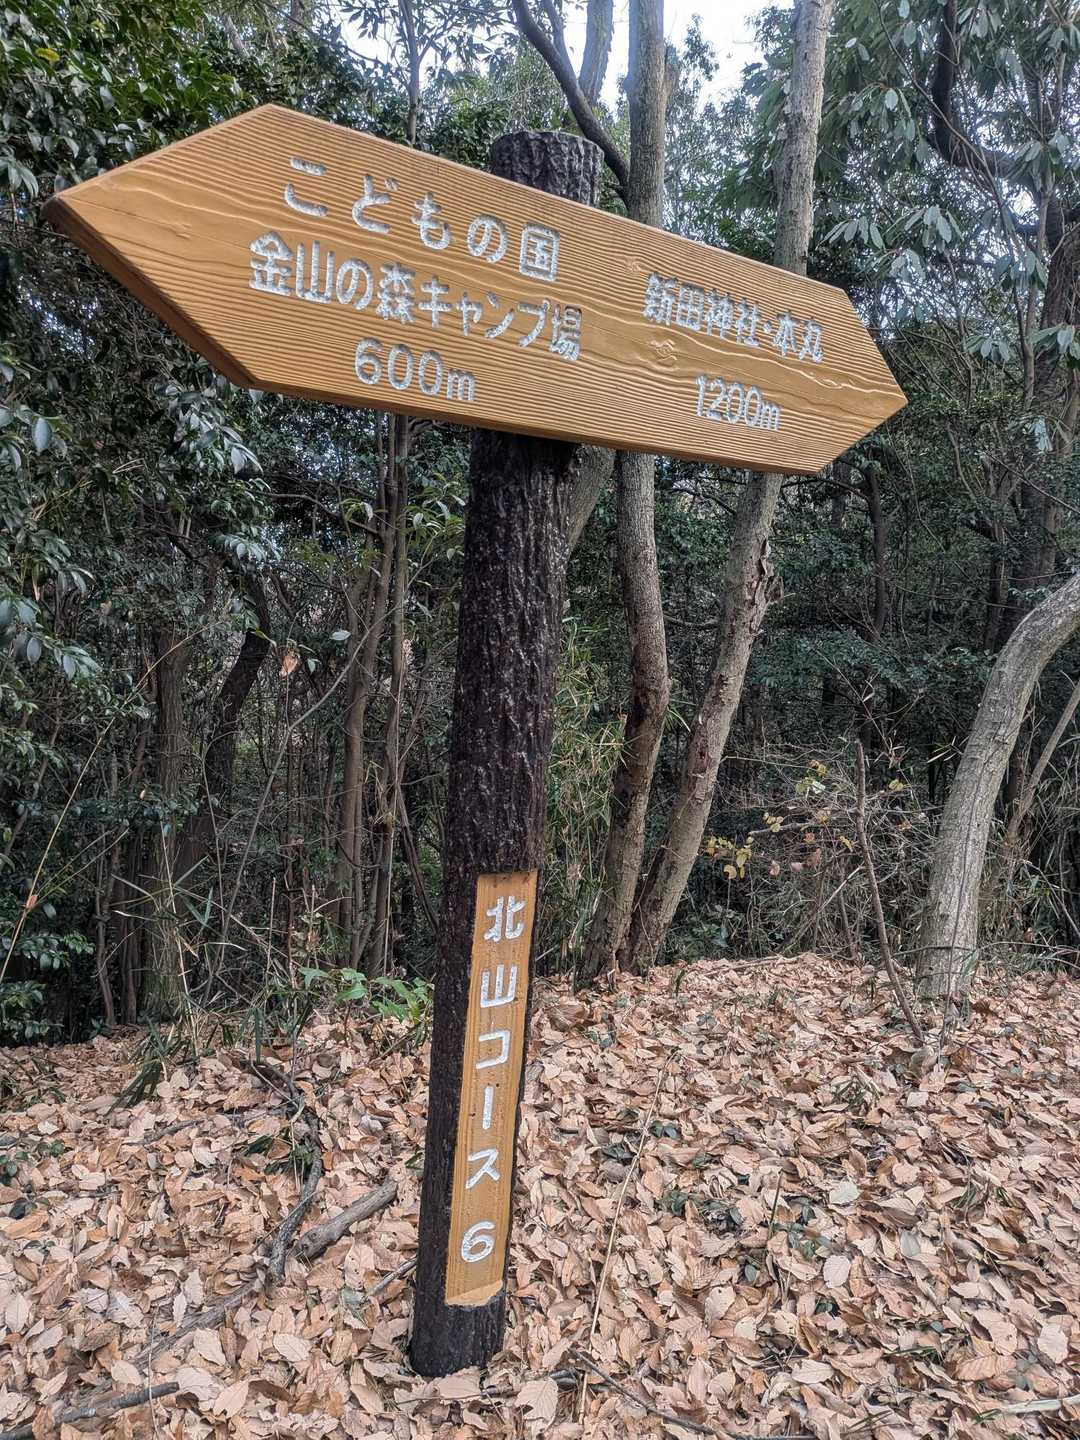 こどもの国
金山の森キャンプ場
600m
新田神社・本丸
1200m
北山コース6